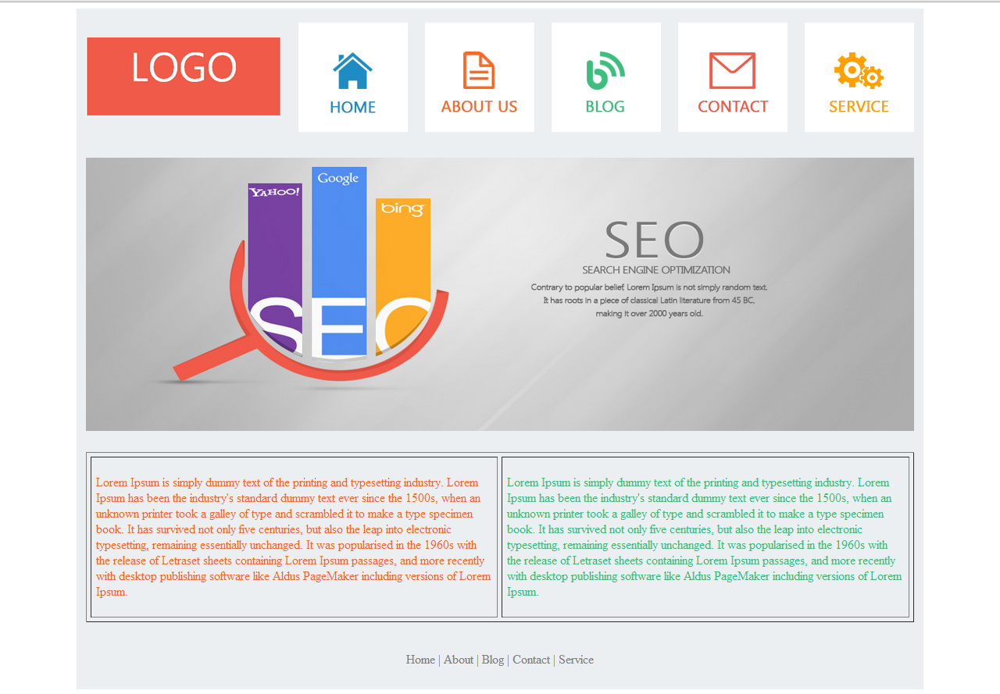 LOGO
HOME
ABOUT US
BLOG
CONTACT
SERVICE
YAHOO!
Google
bing
SEO
SEO
SEARCH ENGINE OPTIMIZATION
Contrary to popular belief, Lorem Ipsum is not simply random text.
It has roots in a piece of classical Latin literature from 45 BC,
making it over 2000 years old.
Lorem Ipsum is simply dummy text of the printing and typesetting industry. Lorem
Ipsum has been the industry's standard dummy text ever since the 1500s, when an
unknown printer took a galley of type and scrambled it to make a type specimen
book. It has survived not only five centuries, but also the leap into electronic
typesetting, remaining essentially unchanged. It was popularised in the 1960s with
the release of Letraset sheets containing Lorem Ipsum passages, and more recently
with desktop publishing software like Aldus PageMaker including versions of Lorem
Ipsum.
Lorem Ipsum is simply dummy text of the printing and typesetting industry. Lorem
Ipsum has been the industry's standard dummy text ever since the 1500s, when an
unknown printer took a galley of type and scrambled it to make a type specimen
book. It has survived not only five centuries, but also the leap into electronic
typesetting, remaining essentially unchanged. It was popularised in the 1960s with
the release of Letraset sheets containing Lorem Ipsum passages, and more recently
with desktop publishing software like Aldus PageMaker including versions of Lorem
Ipsum.
Home | About | Blog | Contact | Service